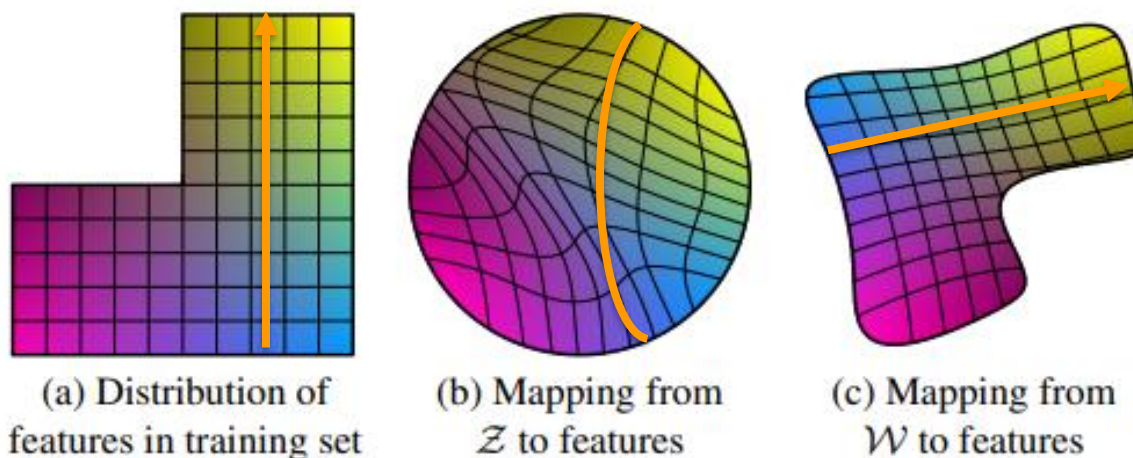 (a) Distribution of
features in training set
(b) Mapping from
𝒵 to features
(c) Mapping from
𝒲 to features